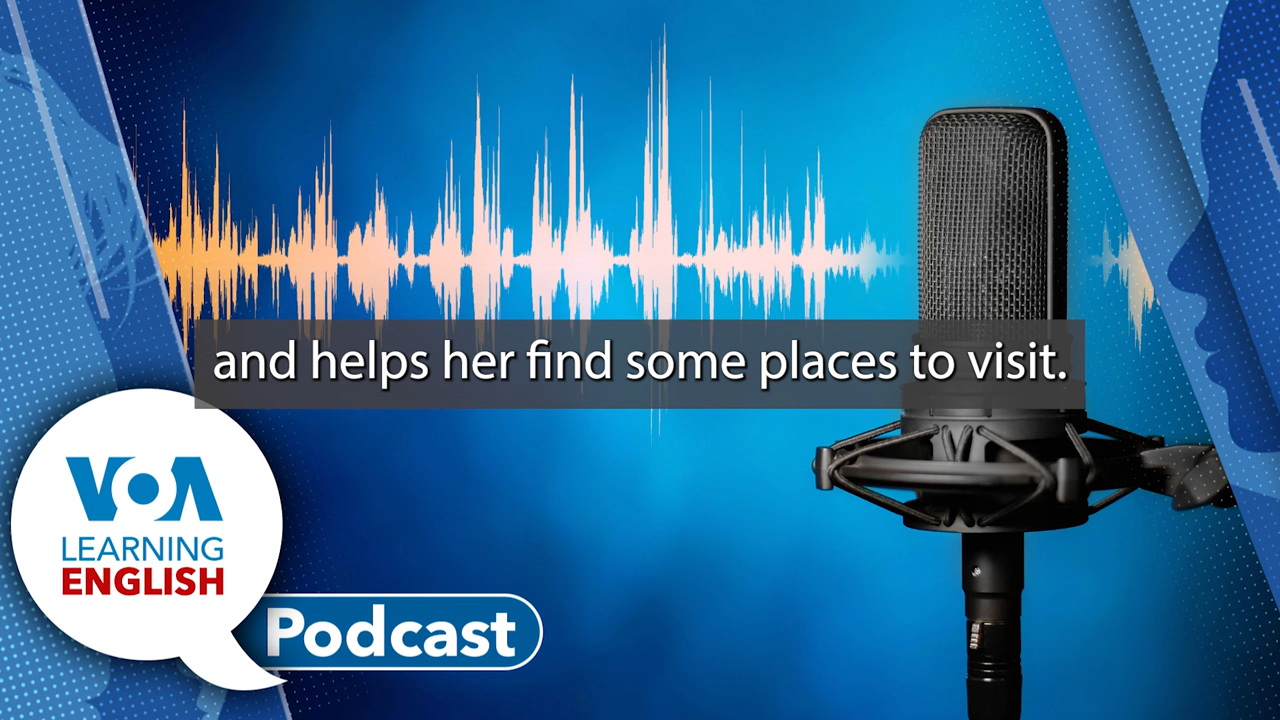 and helps her find some places to visit.
VOA
LEARNING
ENGLISH
Podcast